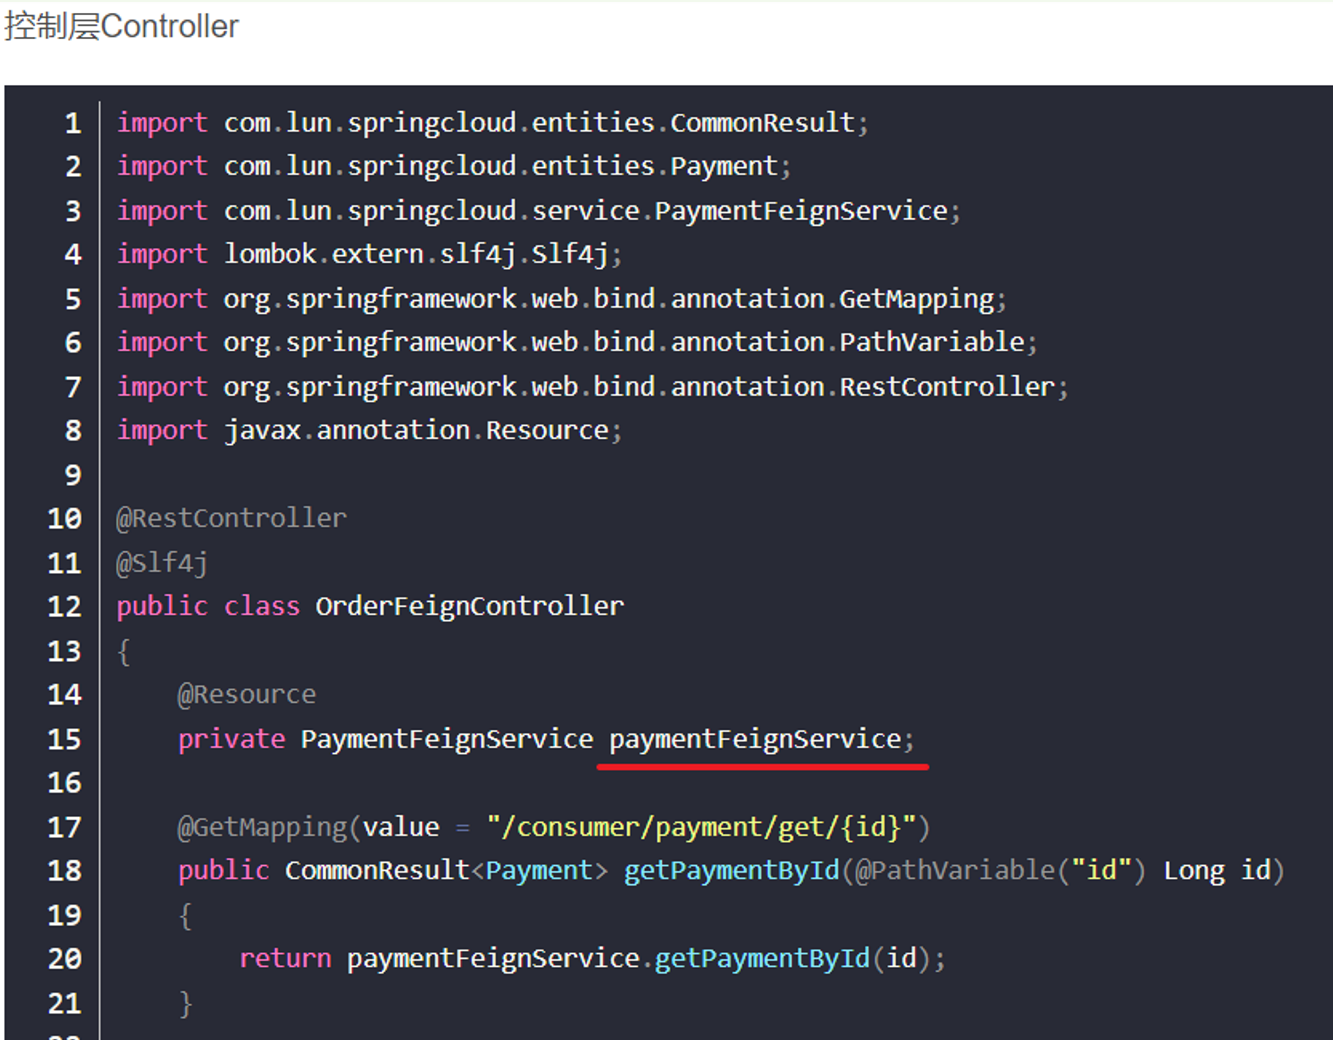 控制层Controller
1 import com.lun.springcloud.entities.CommonResult;
2 import com.lun.springcloud.entities.Payment;
3 import com.lun.springcloud.service.PaymentFeignService;
4 import lombok.extern.slf4j.Slf4j;
5 import org.springframework.web.bind.annotation.GetMapping;
6 import org.springframework.web.bind.annotation.PathVariable;
7 import org.springframework.web.bind.annotation.RestController;
8 import javax.annotation.Resource;
9
10 @RestController
11 @Slf4j
12 public class OrderFeignController
13 {
14     @Resource
15     private PaymentFeignService paymentFeignService;
16
17     @GetMapping(value = "/consumer/payment/get/{id}")
18     public CommonResult<Payment> getPaymentById(@PathVariable("id") Long id)
19     {
20         return paymentFeignService.getPaymentById(id);
21     }